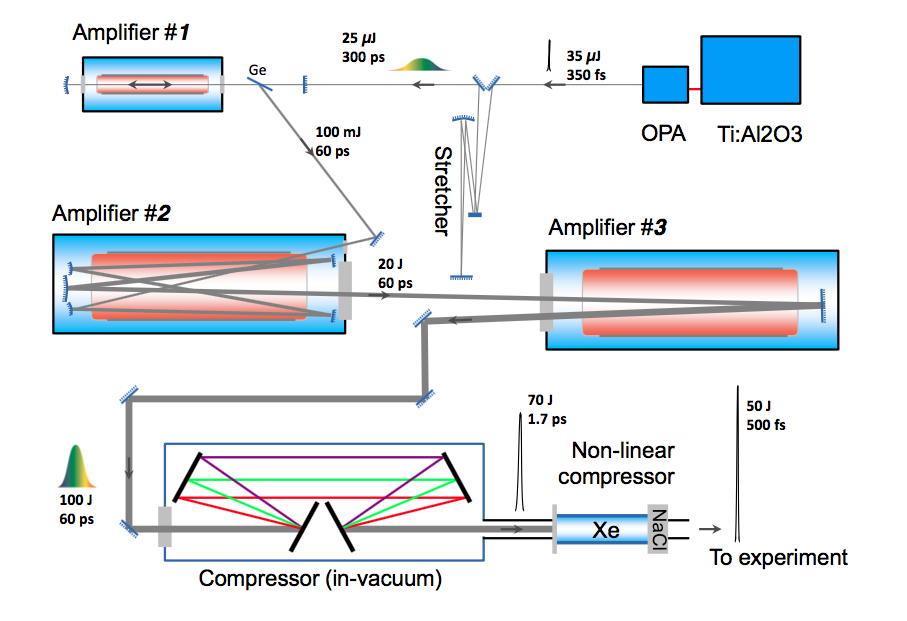 Amplifier #1
25 µJ
300 ps
35 µJ
350 fs
Ge
OPA
Ti:Al2O3
100 mJ
60 ps
Stretcher
Amplifier #2
Amplifier #3
20 J
60 ps
70 J
1.7 ps
50 J
500 fs
Non-linear
compressor
100 J
60 ps
Xe
NaCl
To experiment
Compressor (in-vacuum)